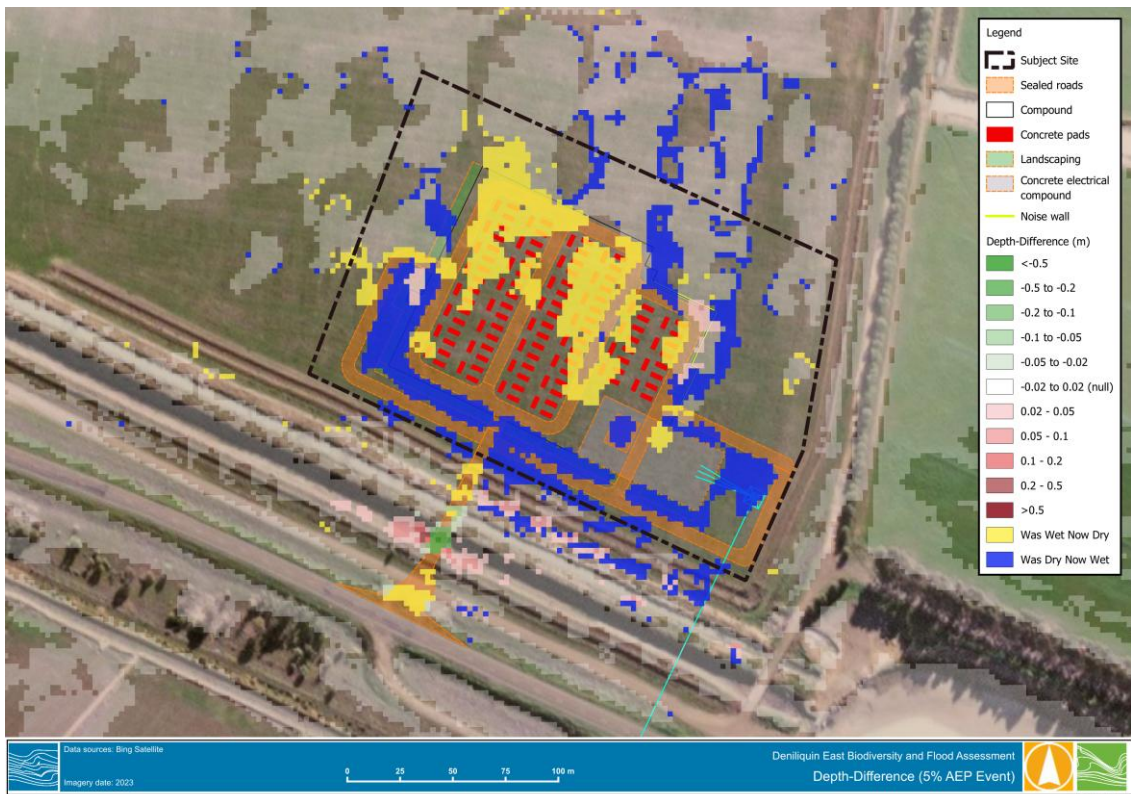 Legend
Subject Site
Sealed roads
Compound
Concrete pads
Landscaping
Concrete electrical
compound
Noise wall
Depth-Difference (m)
<-0.5
-0.5 to -0.2
-0.2 to -0.1
-0.1 to -0.05
-0.05 to -0.02
-0.02 to 0.02 (null)
0.02 - 0.05
0.05 - 0.1
0.1 - 0.2
0.2 - 0.5
>0.5
Was Wet Now Dry
Was Dry Now Wet
Data sources: Bing Satellite
Imagery date: 2023
0 25 50 75 100 m
Deniliquin East Biodiversity and Flood Assessment
Depth-Difference (5% AEP Event)